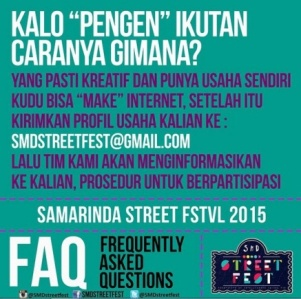 KALO “PENGEN” IKUTAN
CARANYA GIMANA?
YANG PASTI KREATIF DAN PUNYA USAHA SENDIRI
KUDU BISA “MAKE” INTERNET, SETELAH ITU
KIRIMKAN PROFIL USAHA KALIAN KE :
SMDSTREETFEST@GMAIL.COM
LALU TIM KAMI AKAN MENGINFORMASIKAN
KE KALIAN, PROSEDUR UNTUK BERPARTISIPASI
SAMARINDA STREET FSTVL 2015
FAQ
FREQUENTLY
ASKED
QUESTIONS
SMD
STREET
FEST
@SMDstreetfest
SMDSTREETFEST
@SMDstreetfest